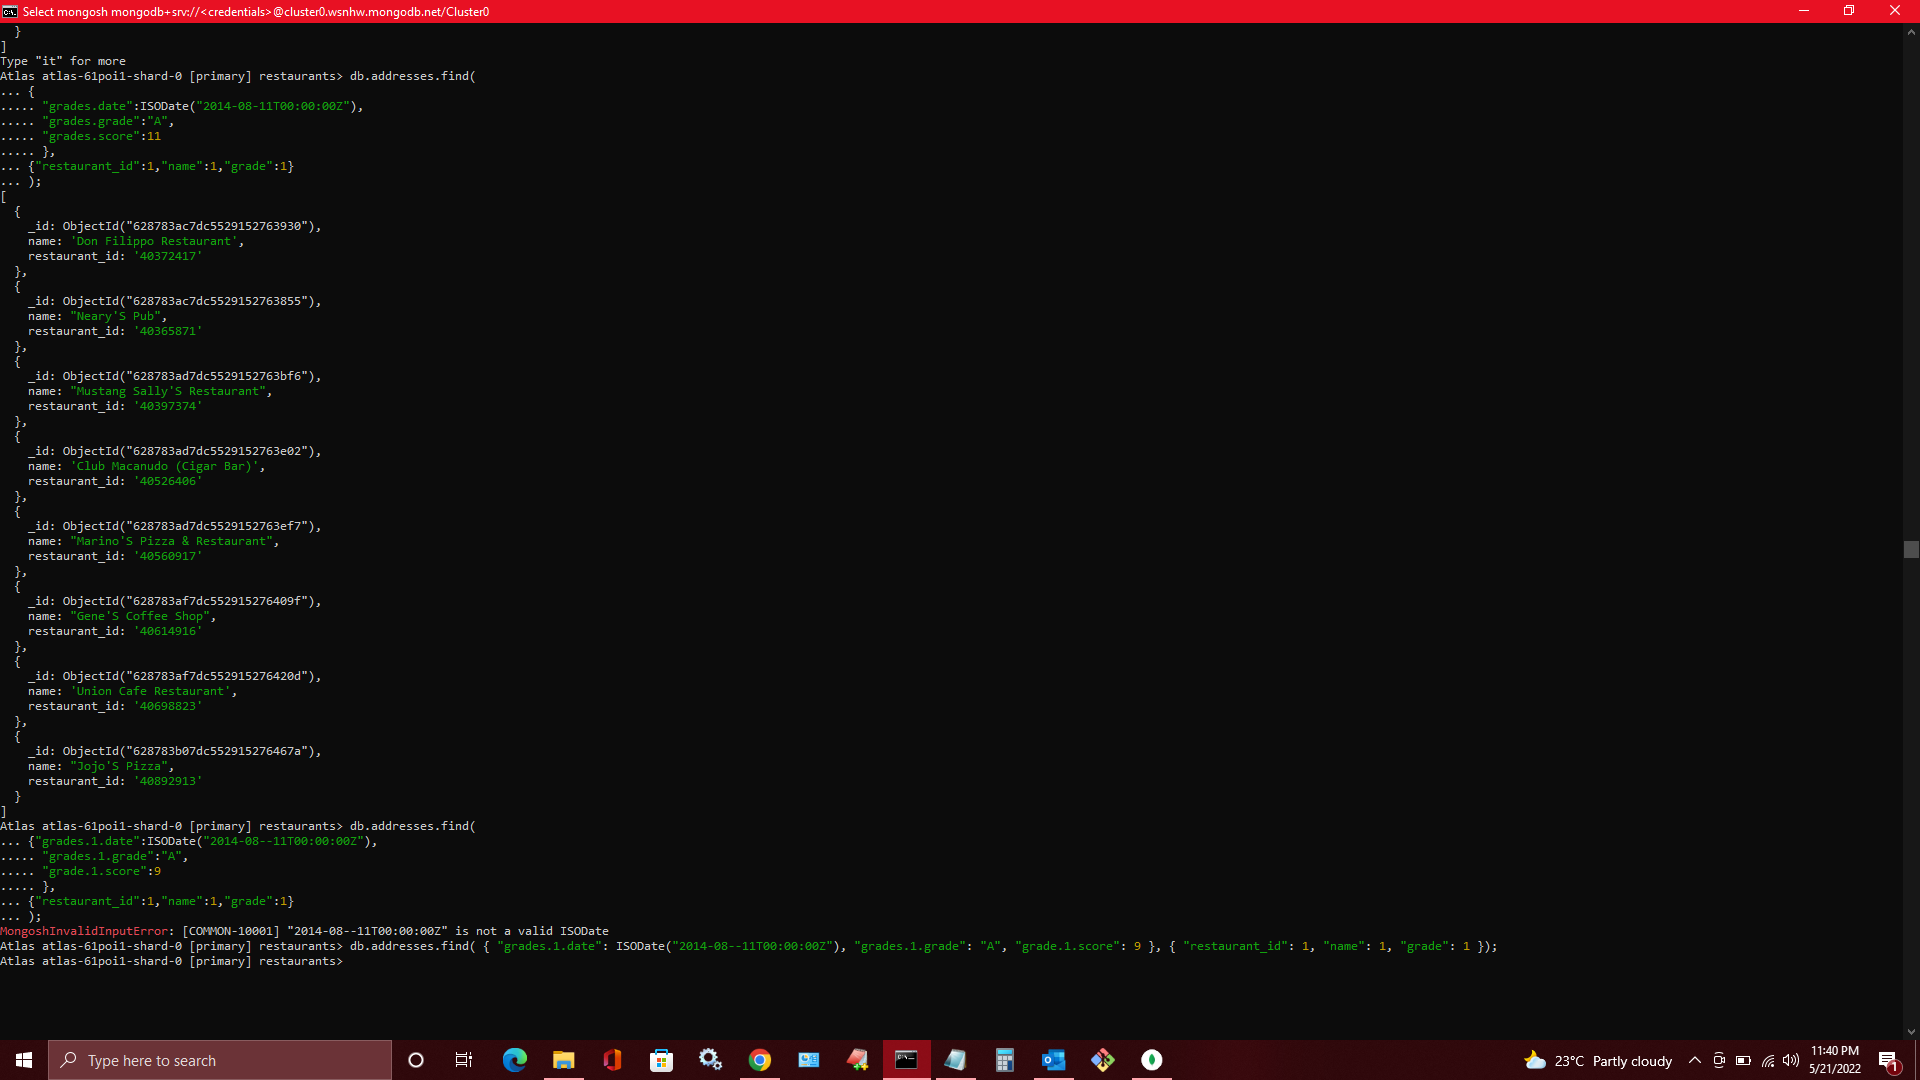 Select mongosh mongodb+srv://<credentials>@cluster0.wsnhw.mongodb.net/Cluster0
  }
]
Type "it" for more
Atlas atlas-61poi1-shard-0 [primary] restaurants> db.addresses.find(
... {
..... "grades.date":ISODate("2014-08-11T00:00:00Z"),
..... "grades.grade":"A",
..... "grades.score":11
..... },
... {"restaurant_id":1,"name":1,"grade":1}
... );
[
  {
    _id: ObjectId("628783ac7dc5529152763930"),
    name: 'Don Filippo Restaurant',
    restaurant_id: '40372417'
  },
  {
    _id: ObjectId("628783ac7dc5529152763855"),
    name: "Neary'S Pub",
    restaurant_id: '40365871'
  },
  {
    _id: ObjectId("628783ad7dc5529152763bf6"),
    name: "Mustang Sally'S Restaurant",
    restaurant_id: '40397374'
  },
  {
    _id: ObjectId("628783ad7dc5529152763e02"),
    name: 'Club Macanudo (Cigar Bar)',
    restaurant_id: '40526406'
  },
  {
    _id: ObjectId("628783ad7dc5529152763ef7"),
    name: "Marino'S Pizza & Restaurant",
    restaurant_id: '40560917'
  },
  {
    _id: ObjectId("628783af7dc552915276409f"),
    name: "Gene'S Coffee Shop",
    restaurant_id: '40614916'
  },
  {
    _id: ObjectId("628783af7dc552915276420d"),
    name: 'Union Cafe Restaurant',
    restaurant_id: '40698823'
  },
  {
    _id: ObjectId("628783b07dc552915276467a"),
    name: "Jojo'S Pizza",
    restaurant_id: '40892913'
  }
]
Atlas atlas-61poi1-shard-0 [primary] restaurants> db.addresses.find(
... {"grades.1.date":ISODate("2014-08--11T00:00:00Z"),
..... "grades.1.grade":"A",
..... "grade.1.score":9
..... },
... {"restaurant_id":1,"name":1,"grade":1}
... );
MongoshInvalidInputError: [COMMON-10001] "2014-08--11T00:00:00Z" is not a valid ISODate
Atlas atlas-61poi1-shard-0 [primary] restaurants> db.addresses.find( { "grades.1.date": ISODate("2014-08--11T00:00:00Z"), "grades.1.grade": "A", "grade.1.score": 9 }, { "restaurant_id": 1, "name": 1, "grade": 1 });
Atlas atlas-61poi1-shard-0 [primary] restaurants>
Type here to search
23°C Partly cloudy
11:40 PM
5/21/2022
1